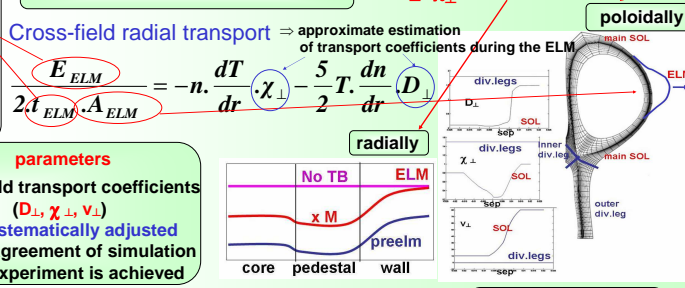 poloidally
Cross-field radial transport ⇒ approximate estimation
of transport coefficients during the ELM
E_ELM / 2.t_ELM.A_ELM = -n. dT/dr .χ⊥ - 5/2 T. dn/dr .D⊥
main SOL
ELM
div.legs
D⊥
SOL
sep
radially
inner
div.leg
main SOL
div.legs
χ⊥
SOL
sep
outer
div.leg
v⊥
SOL
div.legs
sep
parameters
ld transport coefficients
(D⊥, χ⊥, v⊥)
stematically adjusted
greement of simulation
xperiment is achieved
No TB
ELM
x M
preelm
core
pedestal
wall